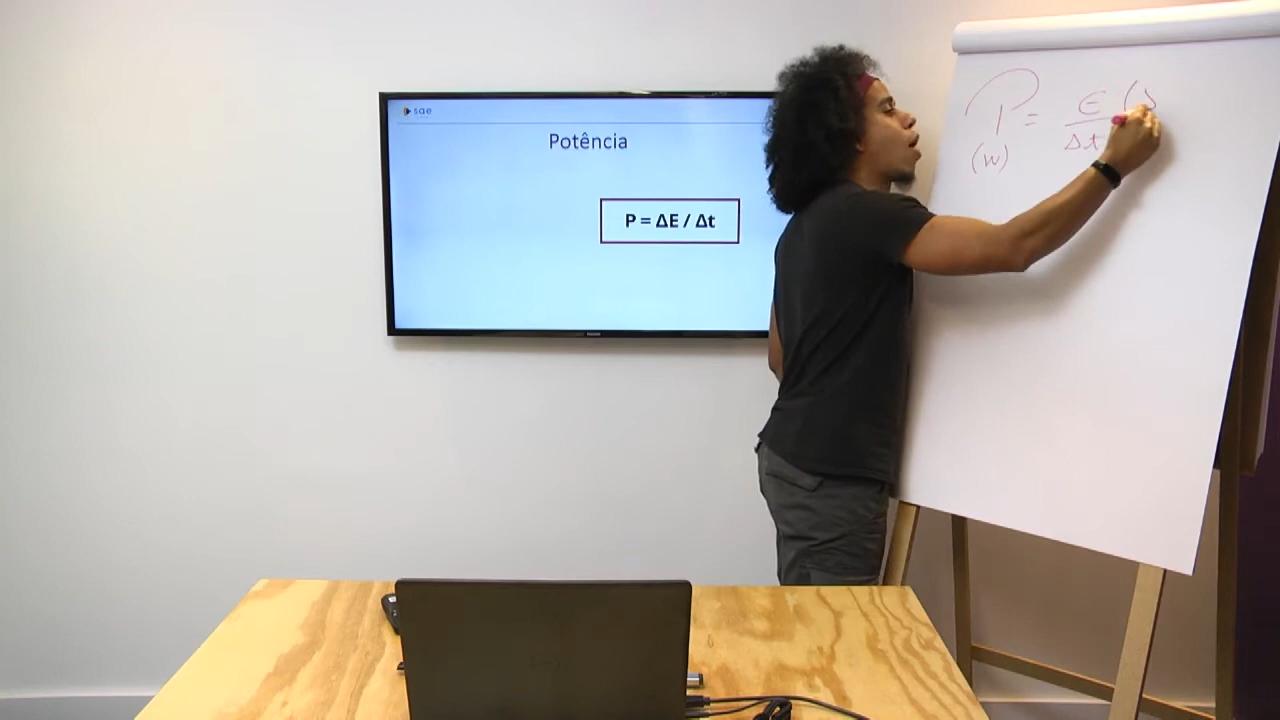 sae
Potência
P = ΔE / Δt
P = E (J
Δt
(W)